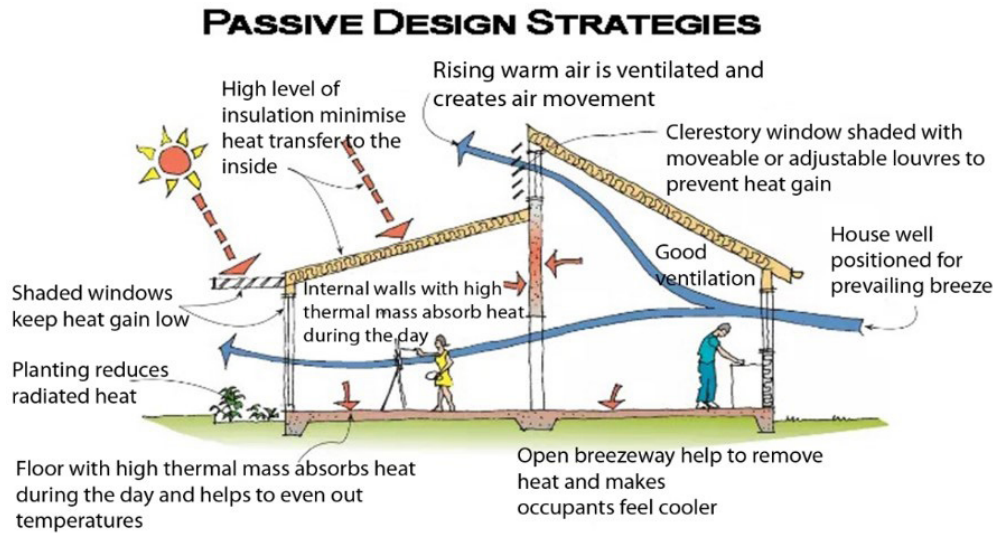 PASSIVE DESIGN STRATEGIES
Rising warm air is ventilated and
creates air movement
High level of
insulation minimise
heat transfer to the
inside
Clerestory window shaded with
moveable or adjustable louvres to
prevent heat gain
House well
positioned for
prevailing breeze
Good
ventilation
Shaded windows
keep heat gain low
Internal walls with high
thermal mass absorb heat
during the day
Planting reduces
radiated heat
Floor with high thermal mass absorbs heat
during the day and helps to even out
temperatures
Open breezeway help to remove
heat and makes
occupants feel cooler